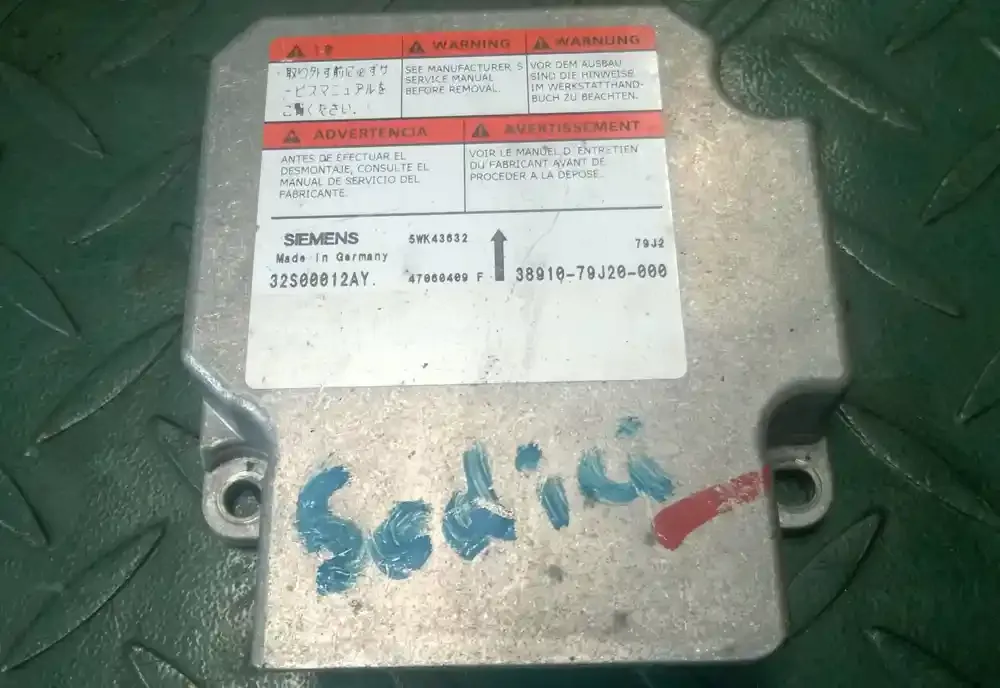 WARNING
WARNUNG
・取り外す前に必ずサ
ービスマニュアルを
ご覧ください。
SEE MANUFACTURER, S
SERVICE MANUAL
BEFORE REMOVAL.
VOR DEM AUSBAU
SIND DIE HINWEISE
IM WERKSTATTHAND-
BUCH ZU BEACHTEN.
ADVERTENCIA
AVERTISSEMENT
ANTES DE EFECTUAR EL
DESMONTAJE, CONSULTE EL
MANUAL DE SERVICIO DEL
FABRICANTE.
VOIR LE MANUEL D, ENTRETIEN
DU FABRICANT AVANT DE
PROCEDER A LA DEPOSE.
SIEMENS
5WK43632
79J2
Made in Germany
32S00012AY.
47060409 F
38910-79J20-000
Sedici